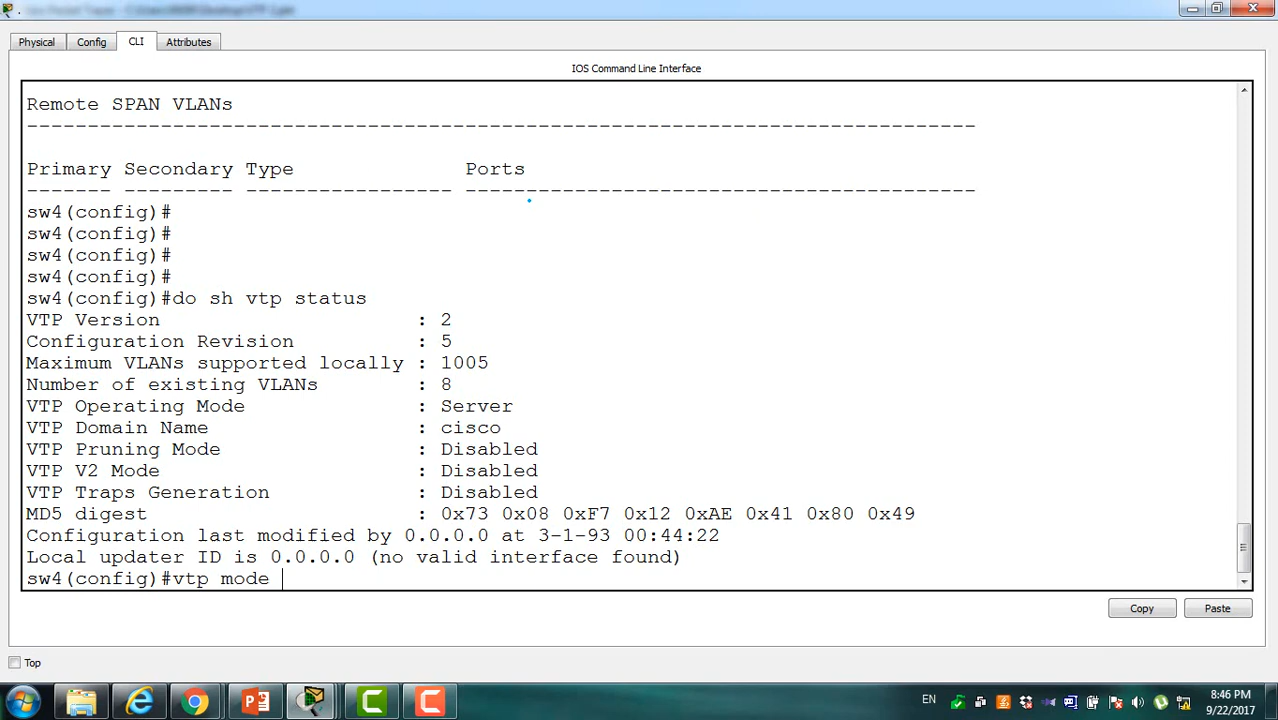 Physical Config CLI Attributes
IOS Command Line Interface
Remote SPAN VLANs
------------------------------------------------------------------------------
Primary Secondary Type Ports
------- --------- ----------------- ------------------------------------------
sw4(config)#
sw4(config)#
sw4(config)#
sw4(config)#
sw4(config)#do sh vtp status
VTP Version : 2
Configuration Revision : 5
Maximum VLANs supported locally : 1005
Number of existing VLANs : 8
VTP Operating Mode : Server
VTP Domain Name : cisco
VTP Pruning Mode : Disabled
VTP V2 Mode : Disabled
VTP Traps Generation : Disabled
MD5 digest : 0x73 0x08 0xF7 0x12 0xAE 0x41 0x80 0x49
Configuration last modified by 0.0.0.0 at 3-1-93 00:44:22
Local updater ID is 0.0.0.0 (no valid interface found)
sw4(config)#vtp mode
Copy Paste
Top
EN
8:46 PM
9/22/2017